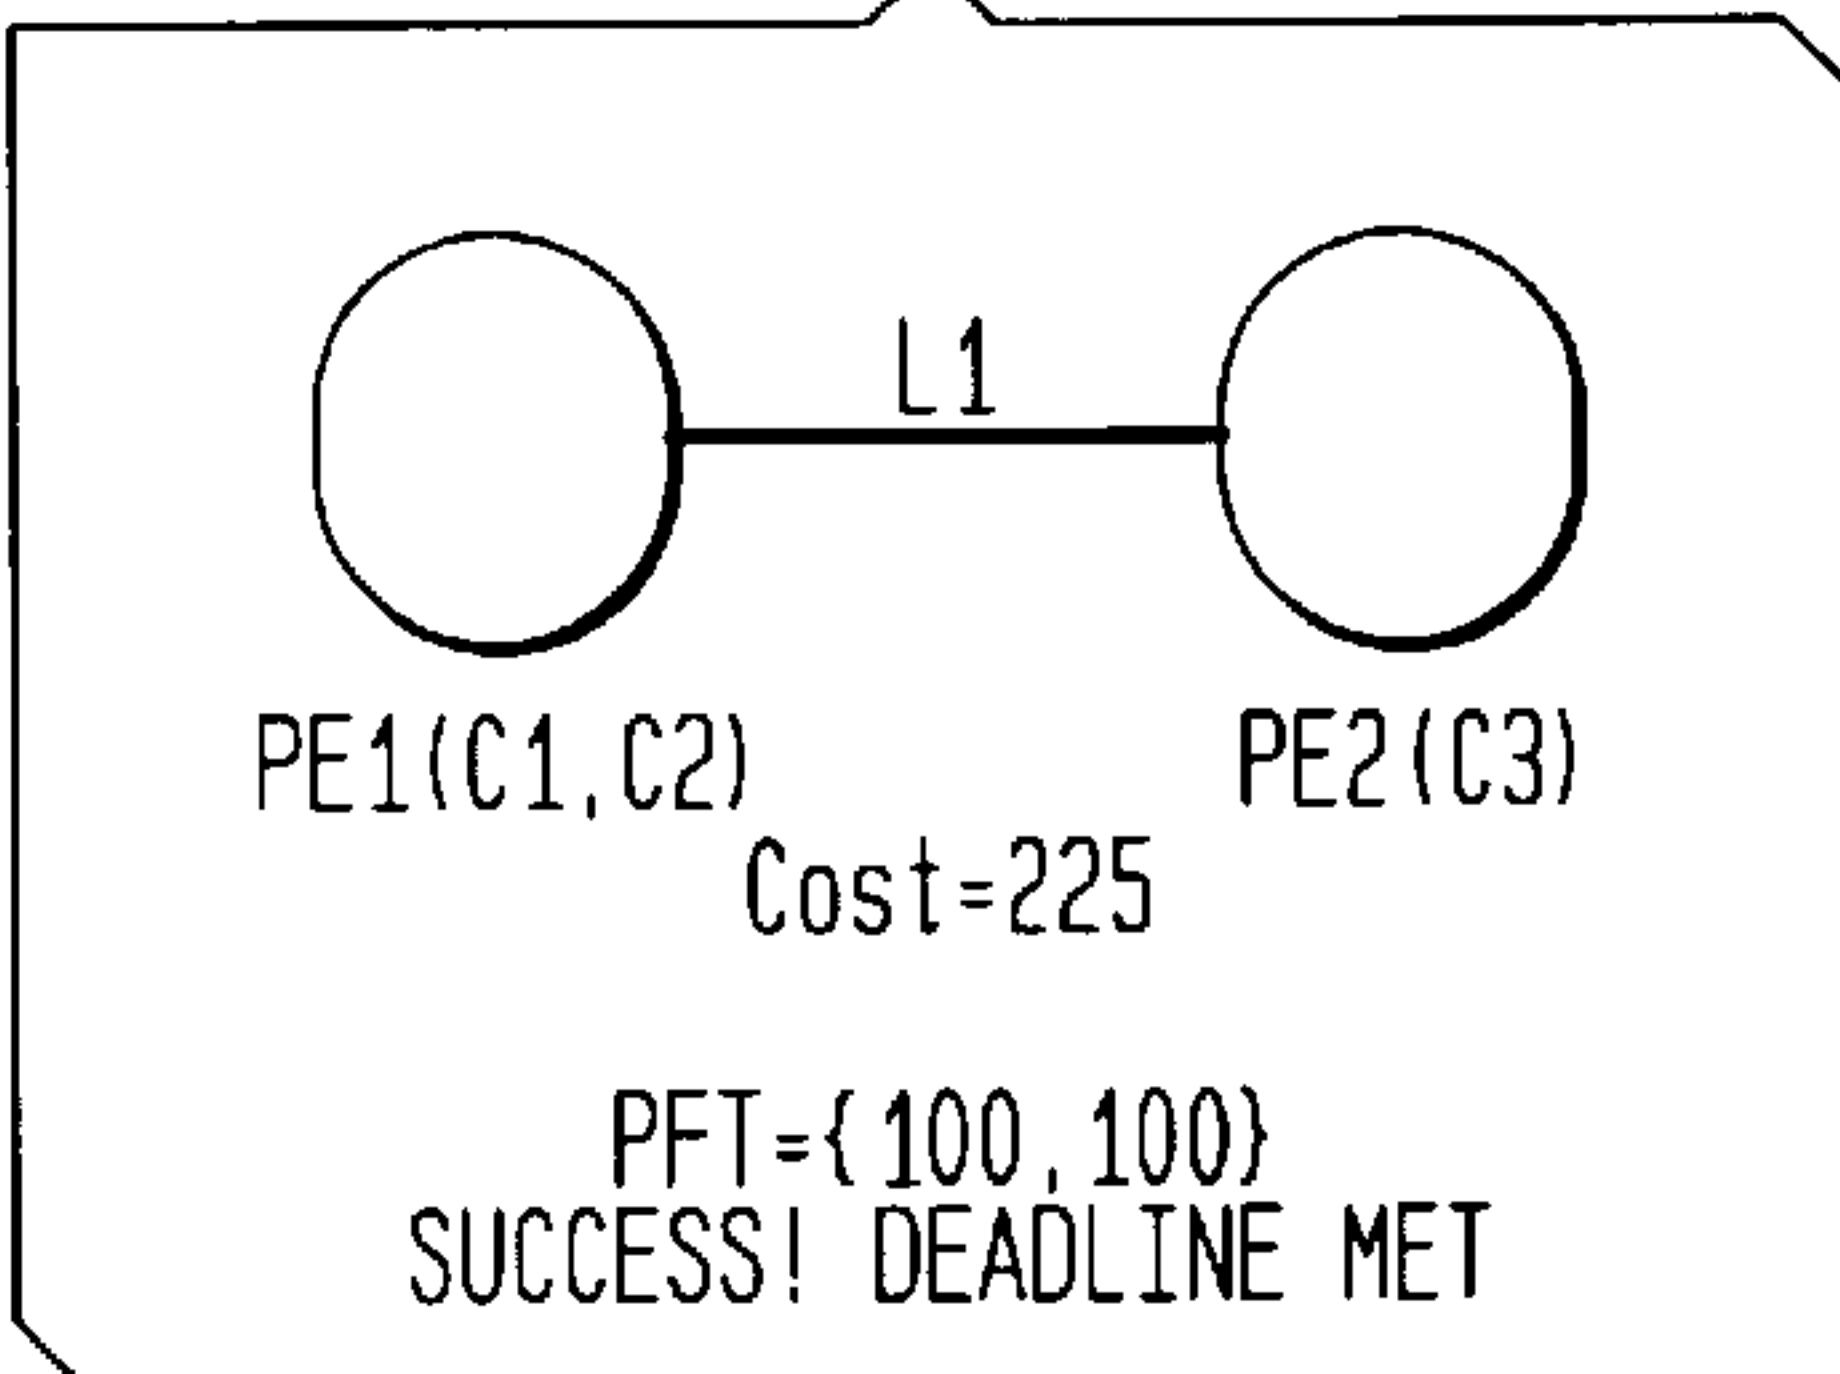 L1
PE1(C1,C2) PE2(C3)
Cost=225
PFT={100,100}
SUCCESS! DEADLINE MET